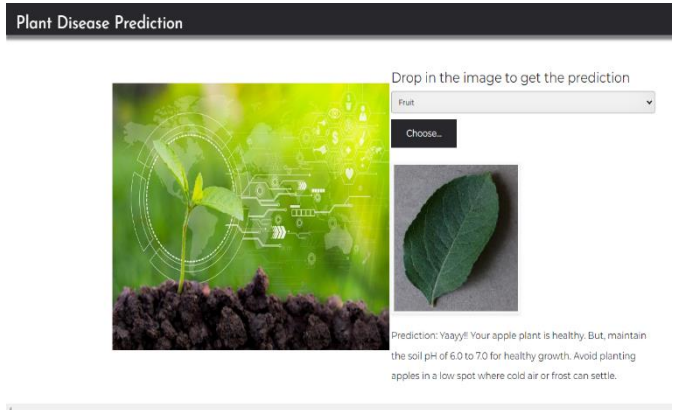 Plant Disease Prediction
Drop in the image to get the prediction
Fruit
Choose...
Prediction: Yaayy!! Your apple plant is healthy. But, maintain
the soil pH of 6.0 to 7.0 for healthy growth. Avoid planting
apples in a low spot where cold air or frost can settle.